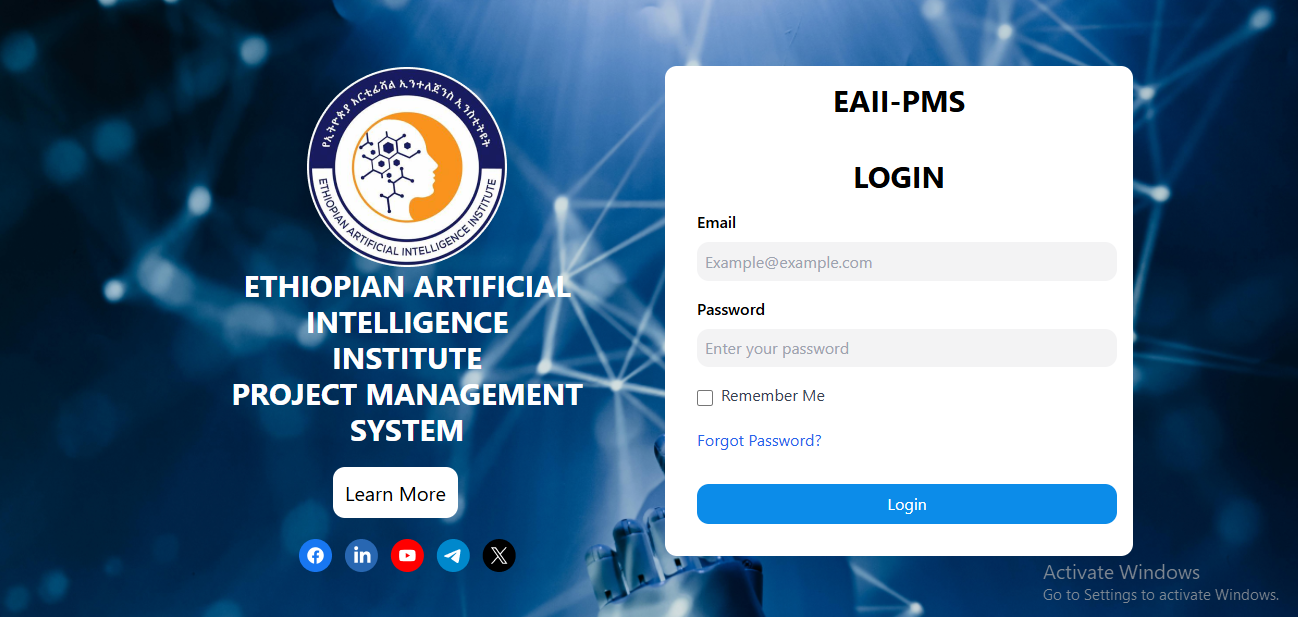 የኢትዮጵያ አርቲፊሻል ኢንተለጀንስ ኢንስቲትዩት
ETHIOPIAN ARTIFICIAL INTELLIGENCE INSTITUTE
ETHIOPIAN ARTIFICIAL
INTELLIGENCE
INSTITUTE
PROJECT MANAGEMENT
SYSTEM
Learn More
EAII-PMS
LOGIN
Email
Example@example.com
Password
Enter your password
Remember Me
Forgot Password?
Login
Activate Windows
Go to Settings to activate Windows.